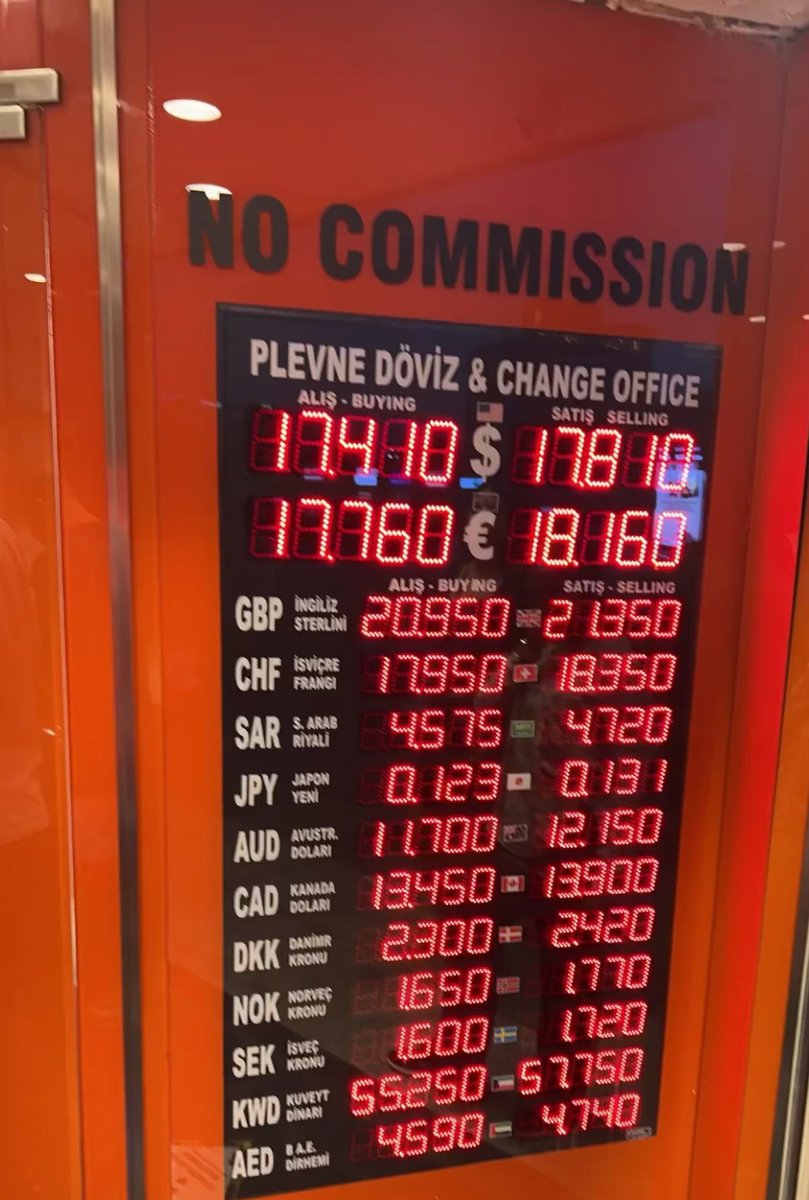 NO COMMISSION
PLEVNE DÖVİZ & CHANGE OFFICE
ALIŞ - BUYING SATIŞ SELLING
17.410 $ 17.810
17.760 € 18.160
ALIŞ - BUYING SATIŞ - SELLING
GBP İNGİLİZ STERLİNİ 20.950 21.350
CHF İSVİÇRE FRANGI 17.950 18.350
SAR S. ARAB RİYALİ 4.575 4.720
JPY JAPON YENİ 0.123 0.131
AUD AVUSTR. DOLARI 11.700 12.150
CAD KANADA DOLARI 13.450 13.900
DKK DANİMR KRONU 2.300 2.420
NOK NORVEÇ KRONU 1.650 1.770
SEK İSVEÇ KRONU 1.600 1.720
KWD KUVEYT DİNARI 55.250 57.750
AED B.A.E. DİRHEMİ 4.590 4.740